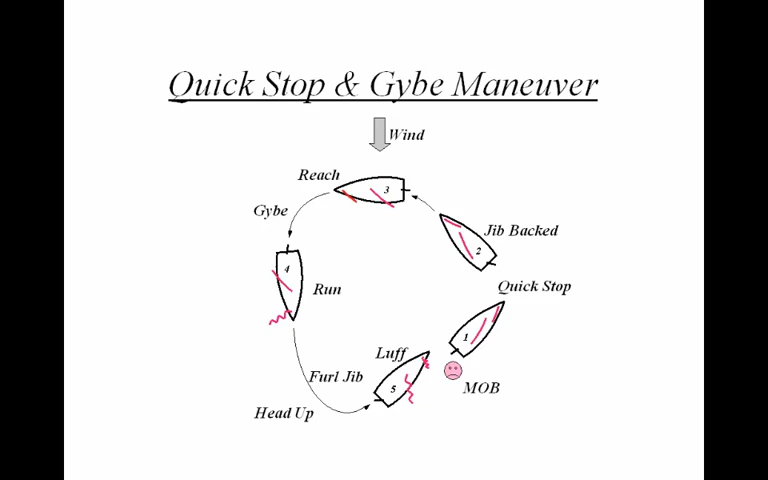 Quick Stop & Gybe Maneuver
Wind
Reach
3
Gybe
Jib Backed
2
4
Run
Quick Stop
1
Luff
Furl Jib
5
MOB
Head Up